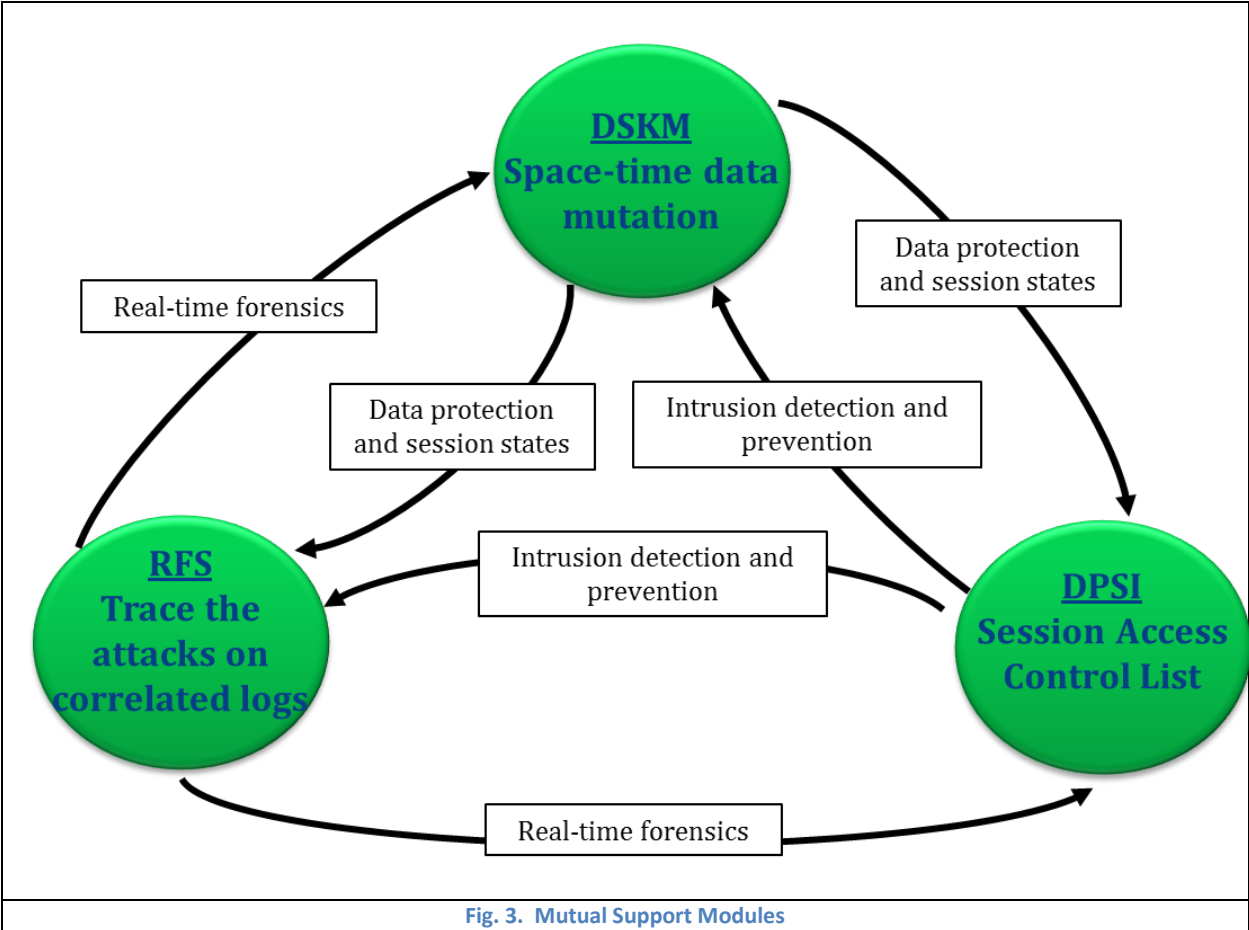 DSKM
Space-time data
mutation
Data protection
and session states
Real-time forensics
Data protection
and session states
Intrusion detection and
prevention
RFS
Trace the
attacks on
correlated logs
Intrusion detection and
prevention
DPSI
Session Access
Control List
Real-time forensics
Fig. 3. Mutual Support Modules